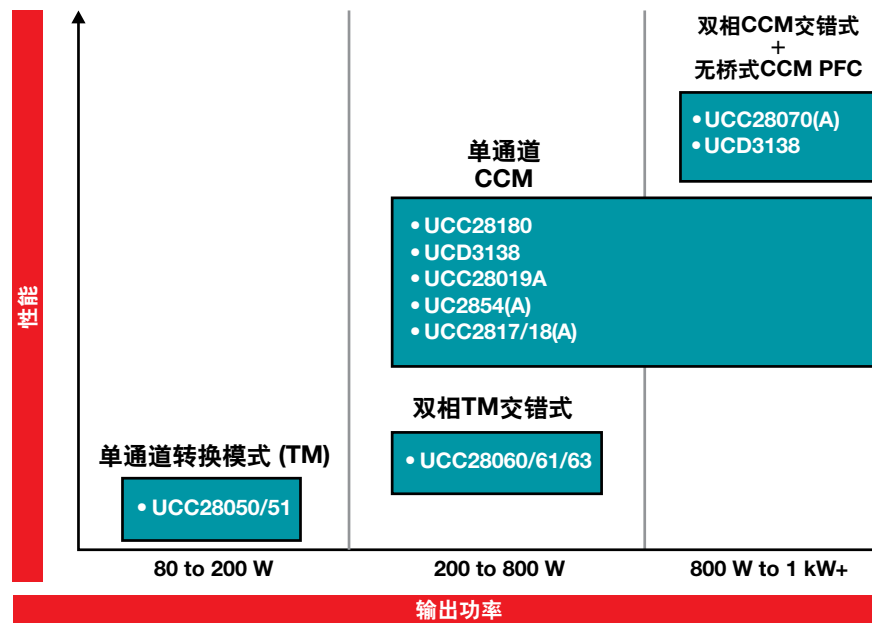 双相CCM交错式
+
无桥式CCM PFC
• UCC28070(A)
• UCD3138
单通道
CCM
• UCC28180
• UCD3138
• UCC28019A
• UC2854(A)
• UCC2817/18(A)
双相TM交错式
• UCC28060/61/63
单通道转换模式 (TM)
• UCC28050/51
性能
80 to 200 W
200 to 800 W
800 W to 1 kW+
输出功率